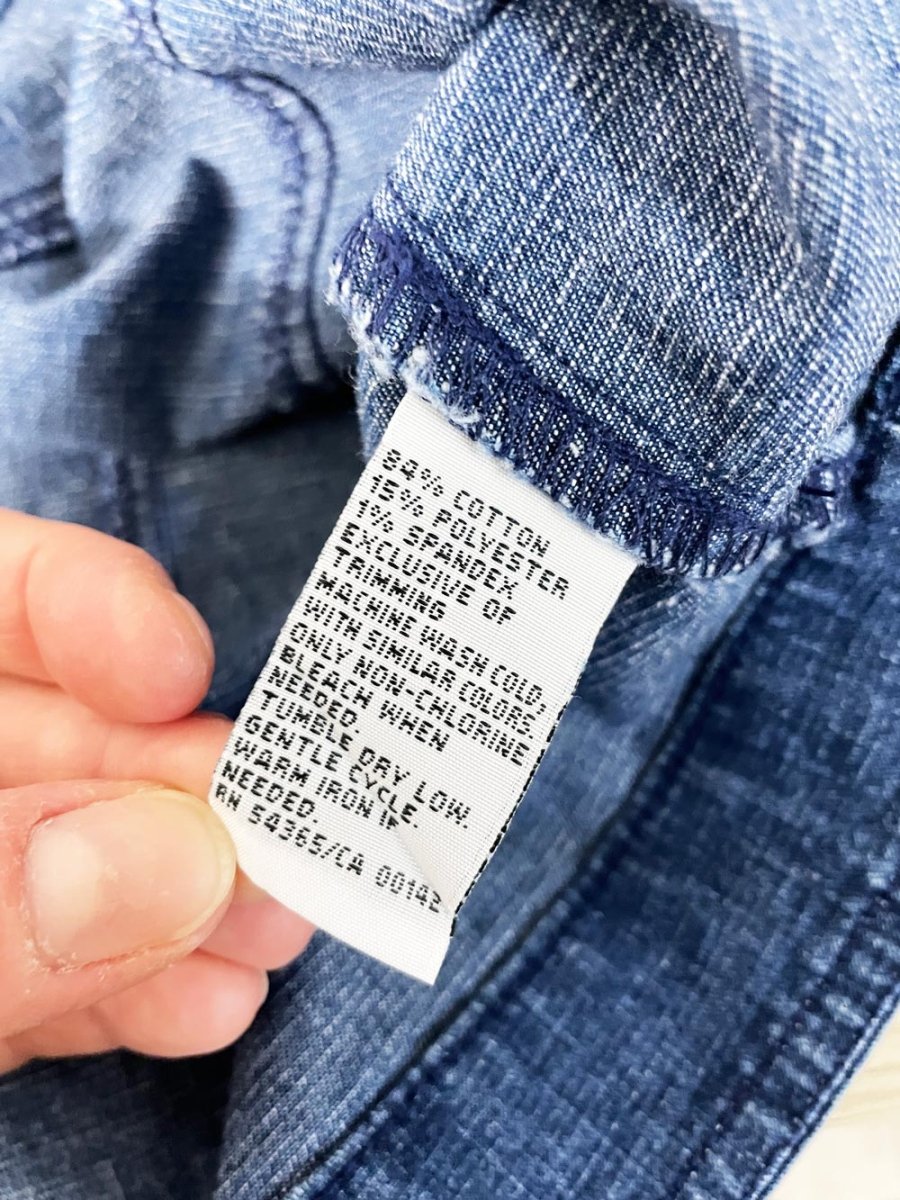 84% COTTON
15% POLYESTER
1% SPANDEX
EXCLUSIVE OF
TRIMMING
MACHINE WASH COLD,
WITH SIMILAR COLORS.
ONLY NON-CHLORINE
BLEACH WHEN
NEEDED.
TUMBLE DRY LOW.
GENTLE CYCLE.
WARM IRON IF
NEEDED.
RN 54365/CA 00142